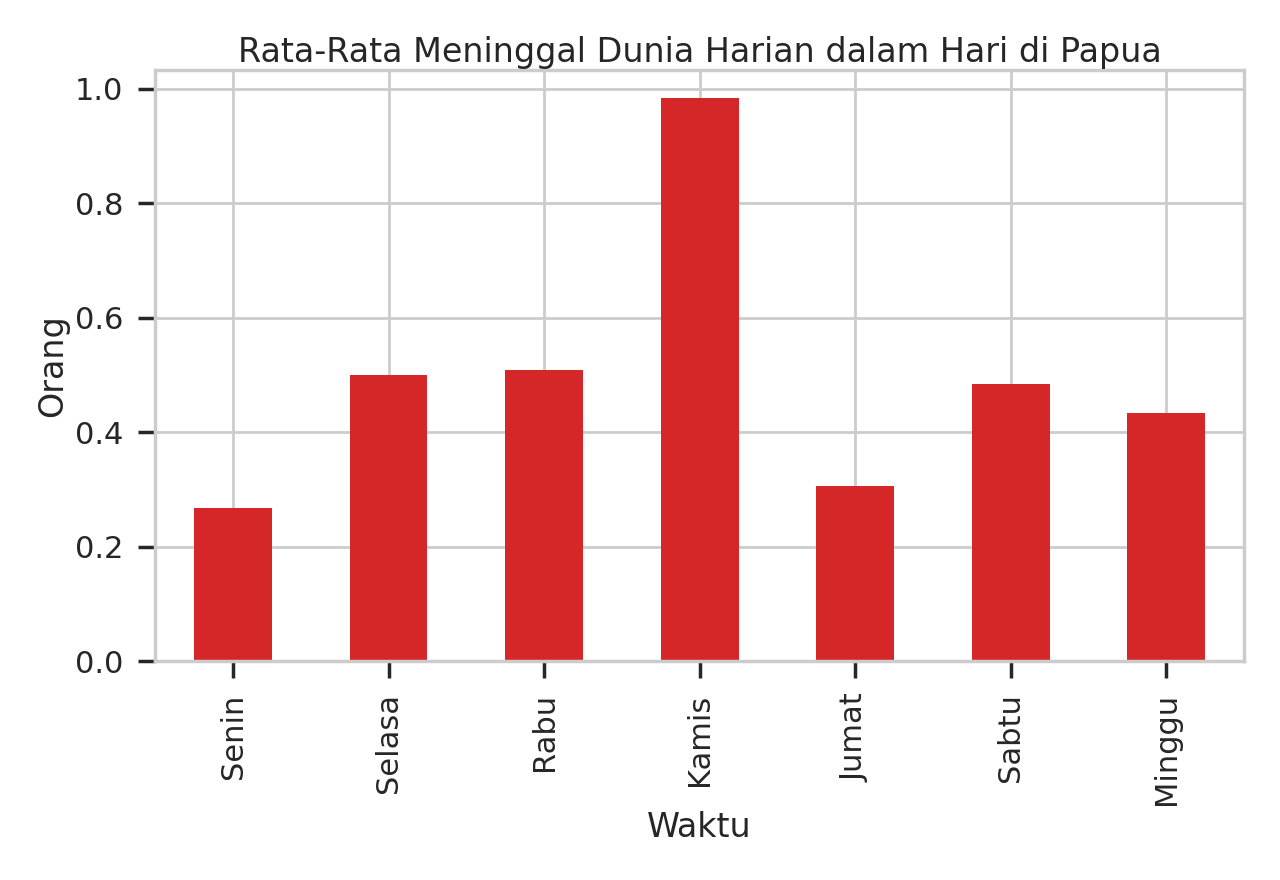 Rata-Rata Meninggal Dunia Harian dalam Hari di Papua
1.0
0.8
0.6
0.4
0.2
0.0
Orang
Senin
Selasa
Rabu
Kamis
Jumat
Sabtu
Minggu
Waktu